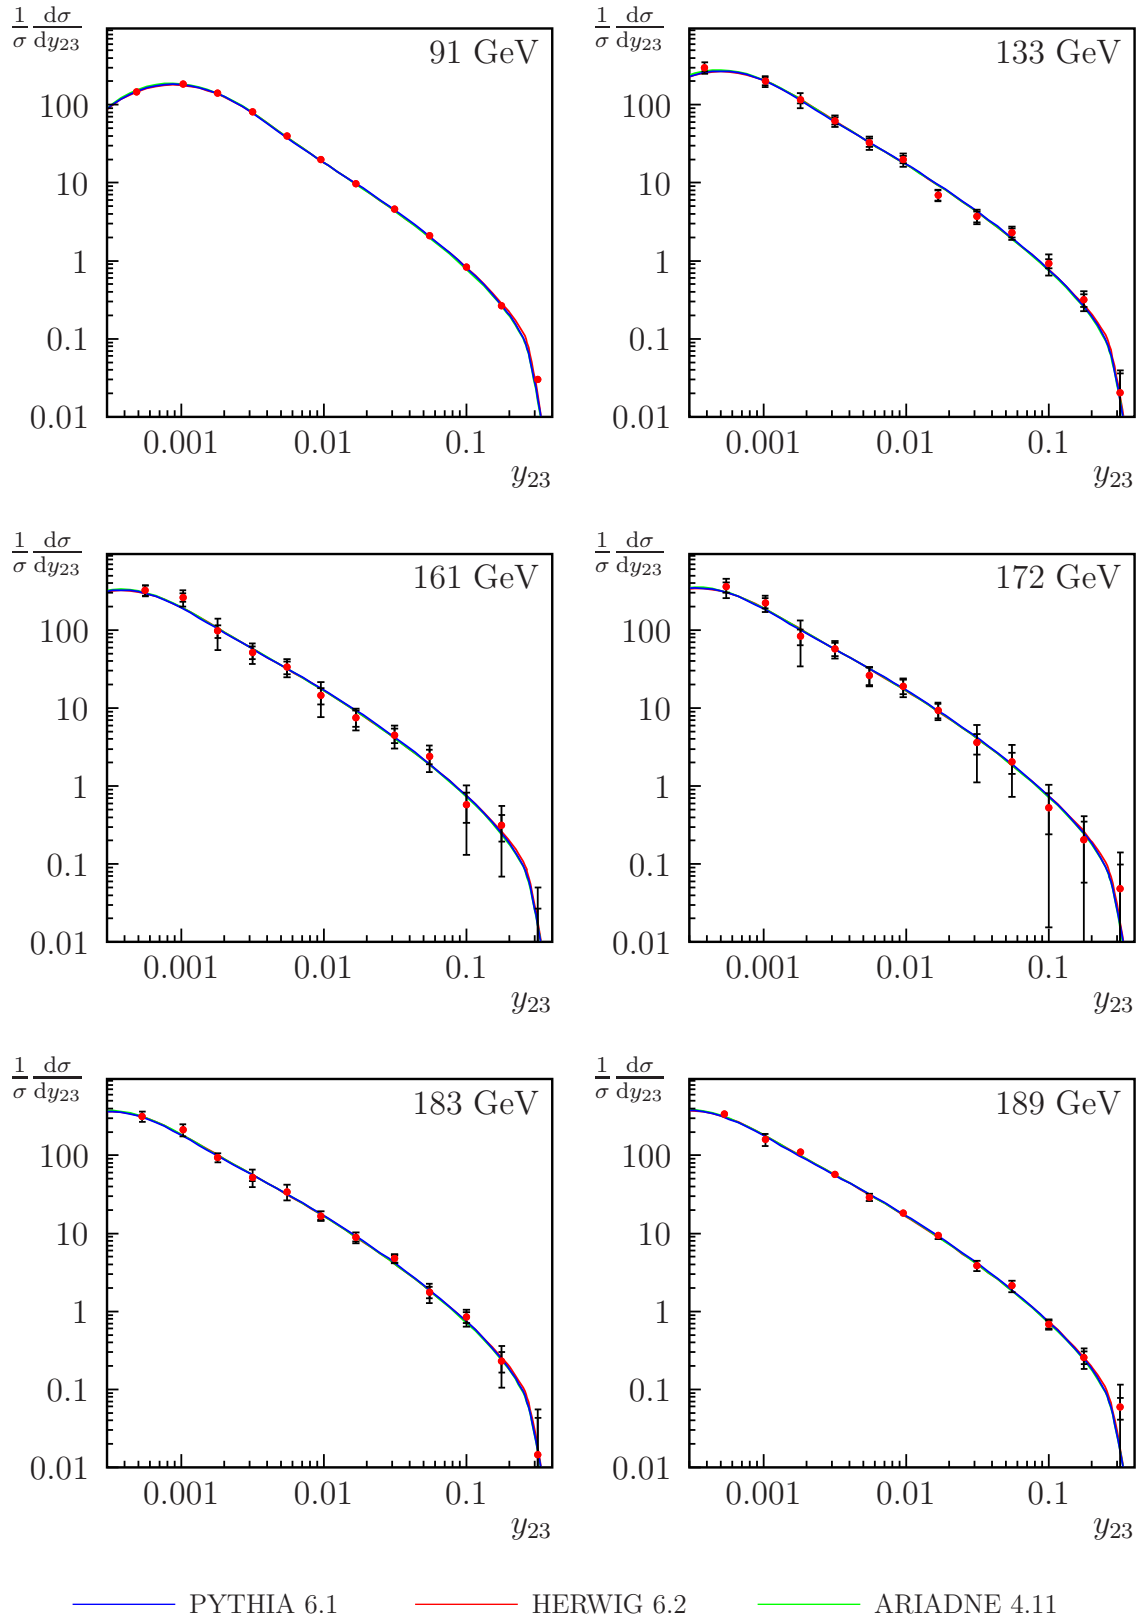 1/σ dσ/dy₂₃
91 GeV
100
10
1
0.1
0.01
0.001 0.01 0.1
y₂₃
1/σ dσ/dy₂₃
133 GeV
100
10
1
0.1
0.01
0.001 0.01 0.1
y₂₃
1/σ dσ/dy₂₃
161 GeV
100
10
1
0.1
0.01
0.001 0.01 0.1
y₂₃
1/σ dσ/dy₂₃
172 GeV
100
10
1
0.1
0.01
0.001 0.01 0.1
y₂₃
1/σ dσ/dy₂₃
183 GeV
100
10
1
0.1
0.01
0.001 0.01 0.1
y₂₃
1/σ dσ/dy₂₃
189 GeV
100
10
1
0.1
0.01
0.001 0.01 0.1
y₂₃
PYTHIA 6.1 HERWIG 6.2 ARIADNE 4.11